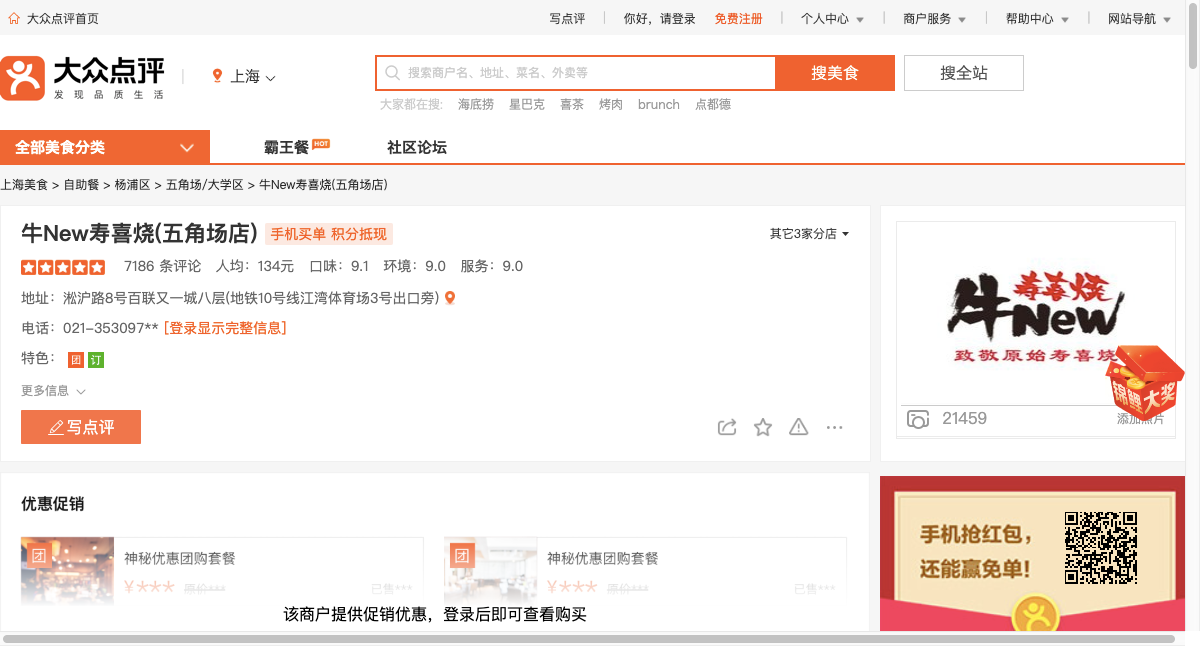 大众点评首页
写点评
你好，请登录 免费注册
个人中心
商户服务
帮助中心
网站导航
大众点评
发现品质生活
上海
搜索商户名、地址、菜名、外卖等
搜美食
搜全站
大家都在搜: 海底捞 星巴克 喜茶 烤肉 brunch 点都德
全部美食分类
霸王餐 HOT
社区论坛
上海美食 > 自助餐 > 杨浦区 > 五角场/大学区 > 牛New寿喜烧(五角场店)
牛New寿喜烧(五角场店) 手机买单 积分抵现
其它3家分店
7186 条评论 人均：134元 口味：9.1 环境：9.0 服务：9.0
地址： 淞沪路8号百联又一城八层(地铁10号线江湾体育场3号出口旁)
电话： 021-353097** [登录显示完整信息]
特色： 团 订
更多信息
写点评
寿喜烧
牛New
致敬原始寿喜烧
锦鲤大奖
21459
添加照片
优惠促销
团
神秘优惠团购套餐
¥*** 原价***
已售***
团
神秘优惠团购套餐
¥*** 原价***
已售***
该商户提供促销优惠，登录后即可查看购买
手机抢红包，
还能赢免单!